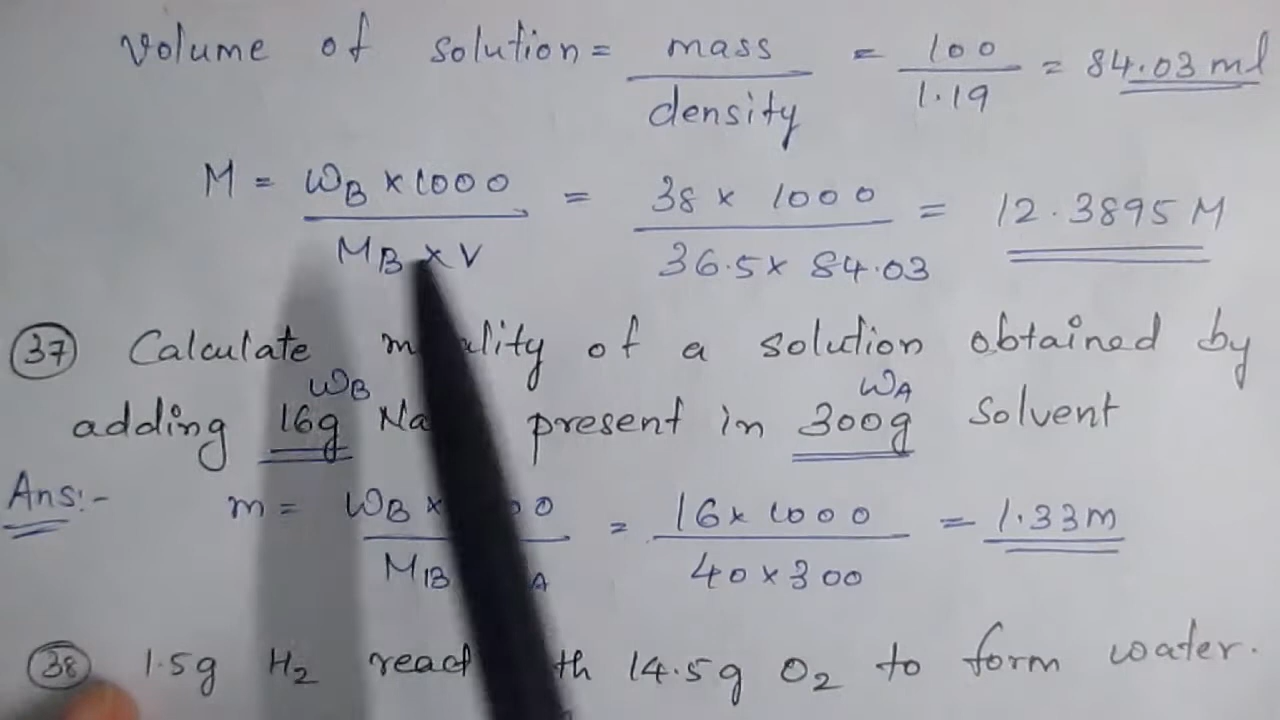 Volume of solution = mass / density = 100 / 1.19 = 84.03 ml
M = WB × 1000 / MB × V = 38 × 1000 / 36.5 × 84.03 = 12.3895 M
37 Calculate of a solution obtained by
WB WA
adding 16g present in 300g solvent
Ans:- m = WB × / MB A = 16 × 1000 / 40 × 300 = 1.33m
38 1.5g H2 14.5g O2 to form water.